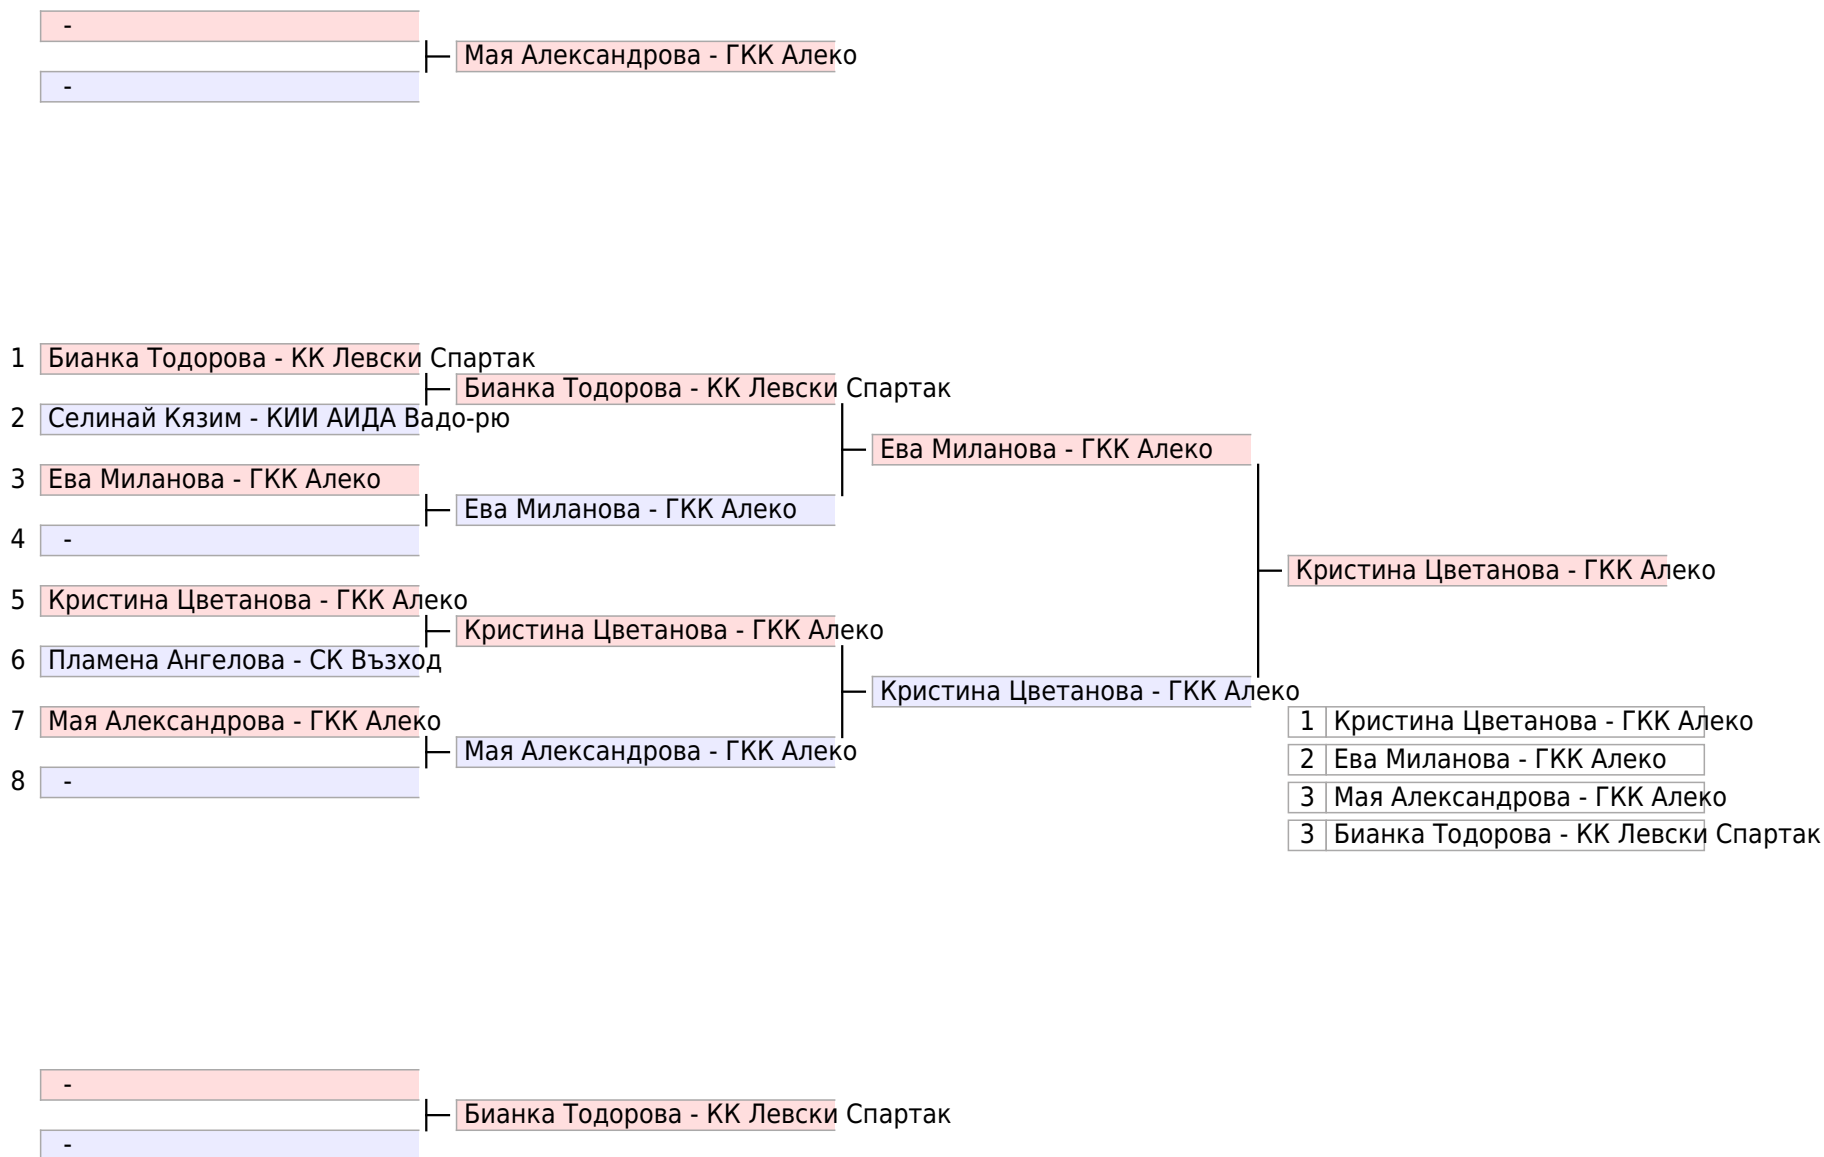 -
Мая Александрова - ГКК Алеко
-
1 Бианка Тодорова - КК Левски Спартак
Бианка Тодорова - КК Левски Спартак
2 Селинай Кязим - КИИ АИДА Вадо-рю
Ева Миланова - ГКК Алеко
3 Ева Миланова - ГКК Алеко
Ева Миланова - ГКК Алеко
4 -
Кристина Цветанова - ГКК Алеко
5 Кристина Цветанова - ГКК Алеко
Кристина Цветанова - ГКК Алеко
6 Пламена Ангелова - СК Възход
Кристина Цветанова - ГКК Алеко
7 Мая Александрова - ГКК Алеко
Мая Александрова - ГКК Алеко
8 -
1 Кристина Цветанова - ГКК Алеко
2 Ева Миланова - ГКК Алеко
3 Мая Александрова - ГКК Алеко
3 Бианка Тодорова - КК Левски Спартак
-
Бианка Тодорова - КК Левски Спартак
-